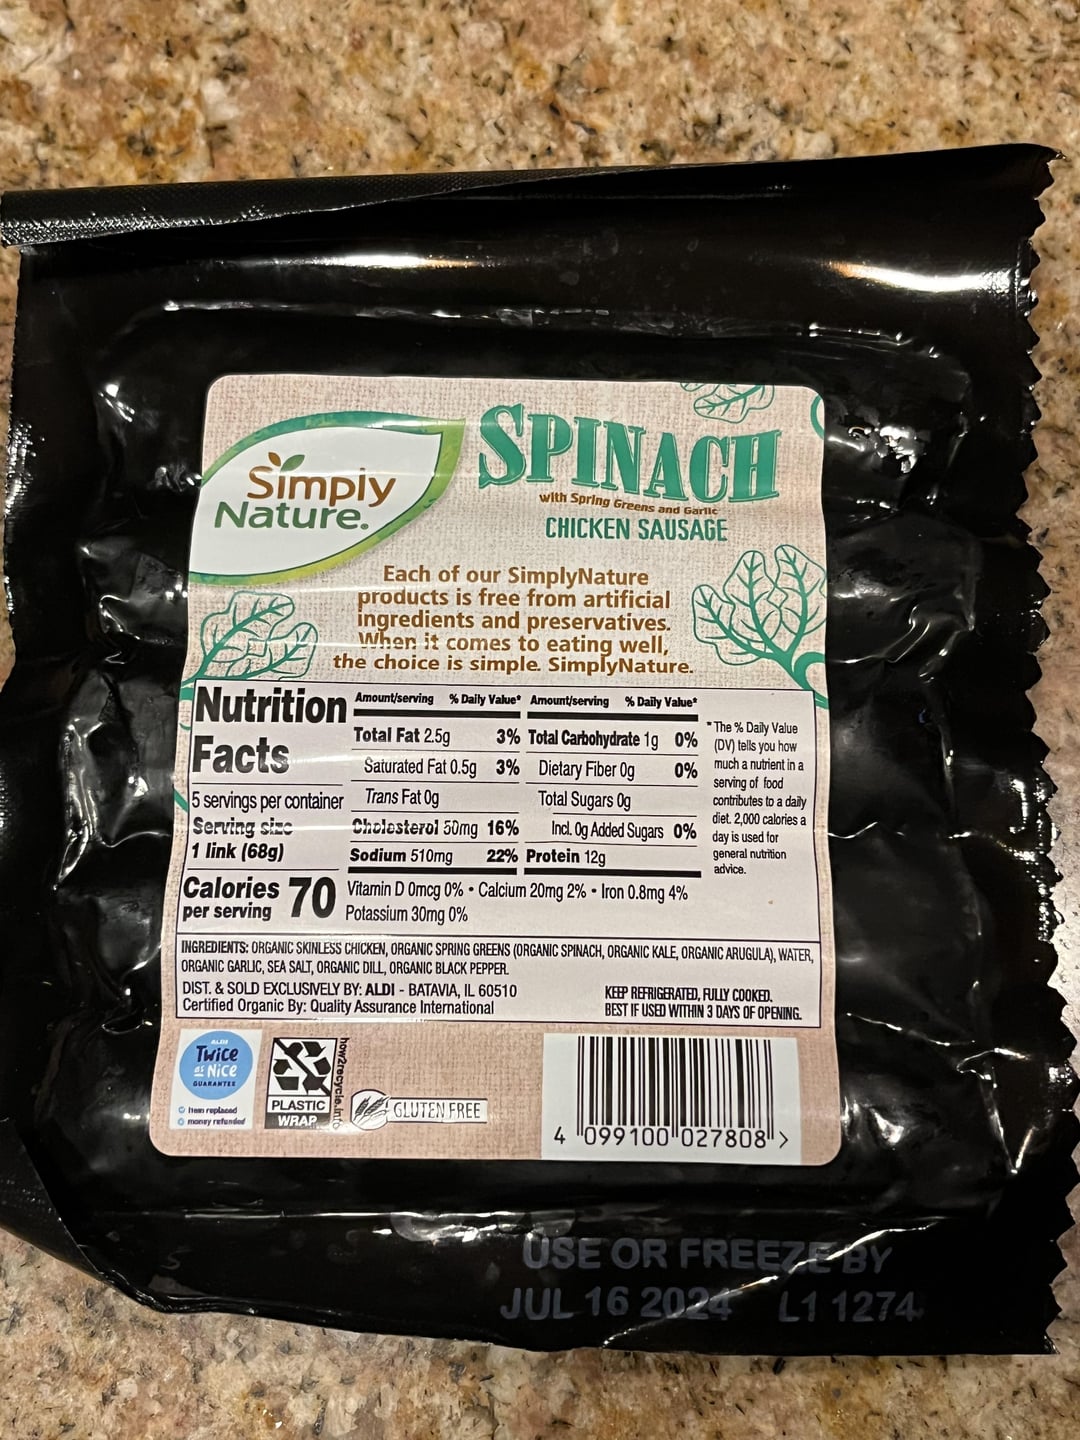 Simply
Nature.
SPINACH
with Spring Greens and Garlic
CHICKEN SAUSAGE
Each of our SimplyNature
products is free from artificial
ingredients and preservatives.
When it comes to eating well,
the choice is simple. SimplyNature.
Nutrition
Facts
5 servings per container
Serving size
1 link (68g)
Calories 70
per serving
Amount/serving % Daily Value*
Total Fat 2.5g 3%
Saturated Fat 0.5g 3%
Trans Fat 0g
Cholesterol 50mg 16%
Sodium 510mg 22%
Amount/serving % Daily Value*
Total Carbohydrate 1g 0%
Dietary Fiber 0g 0%
Total Sugars 0g
Incl. 0g Added Sugars 0%
Protein 12g
Vitamin D 0mcg 0% • Calcium 20mg 2% • Iron 0.8mg 4%
Potassium 30mg 0%
*The % Daily Value
(DV) tells you how
much a nutrient in a
serving of food
contributes to a daily
diet. 2,000 calories a
day is used for
general nutrition
advice.
INGREDIENTS: ORGANIC SKINLESS CHICKEN, ORGANIC SPRING GREENS (ORGANIC SPINACH, ORGANIC KALE, ORGANIC ARUGULA), WATER,
ORGANIC GARLIC, SEA SALT, ORGANIC DILL, ORGANIC BLACK PEPPER.
DIST. & SOLD EXCLUSIVELY BY: ALDI - BATAVIA, IL 60510
Certified Organic By: Quality Assurance International
KEEP REFRIGERATED, FULLY COOKED.
BEST IF USED WITHIN 3 DAYS OF OPENING.
ALDI
Twice
as Nice
GUARANTEE
Item replaced
money refunded
PLASTIC
WRAP
how2recycle.info
GLUTEN FREE
4 099100 027808 >
USE OR FREEZE BY
JUL 16 2024 L1 1274